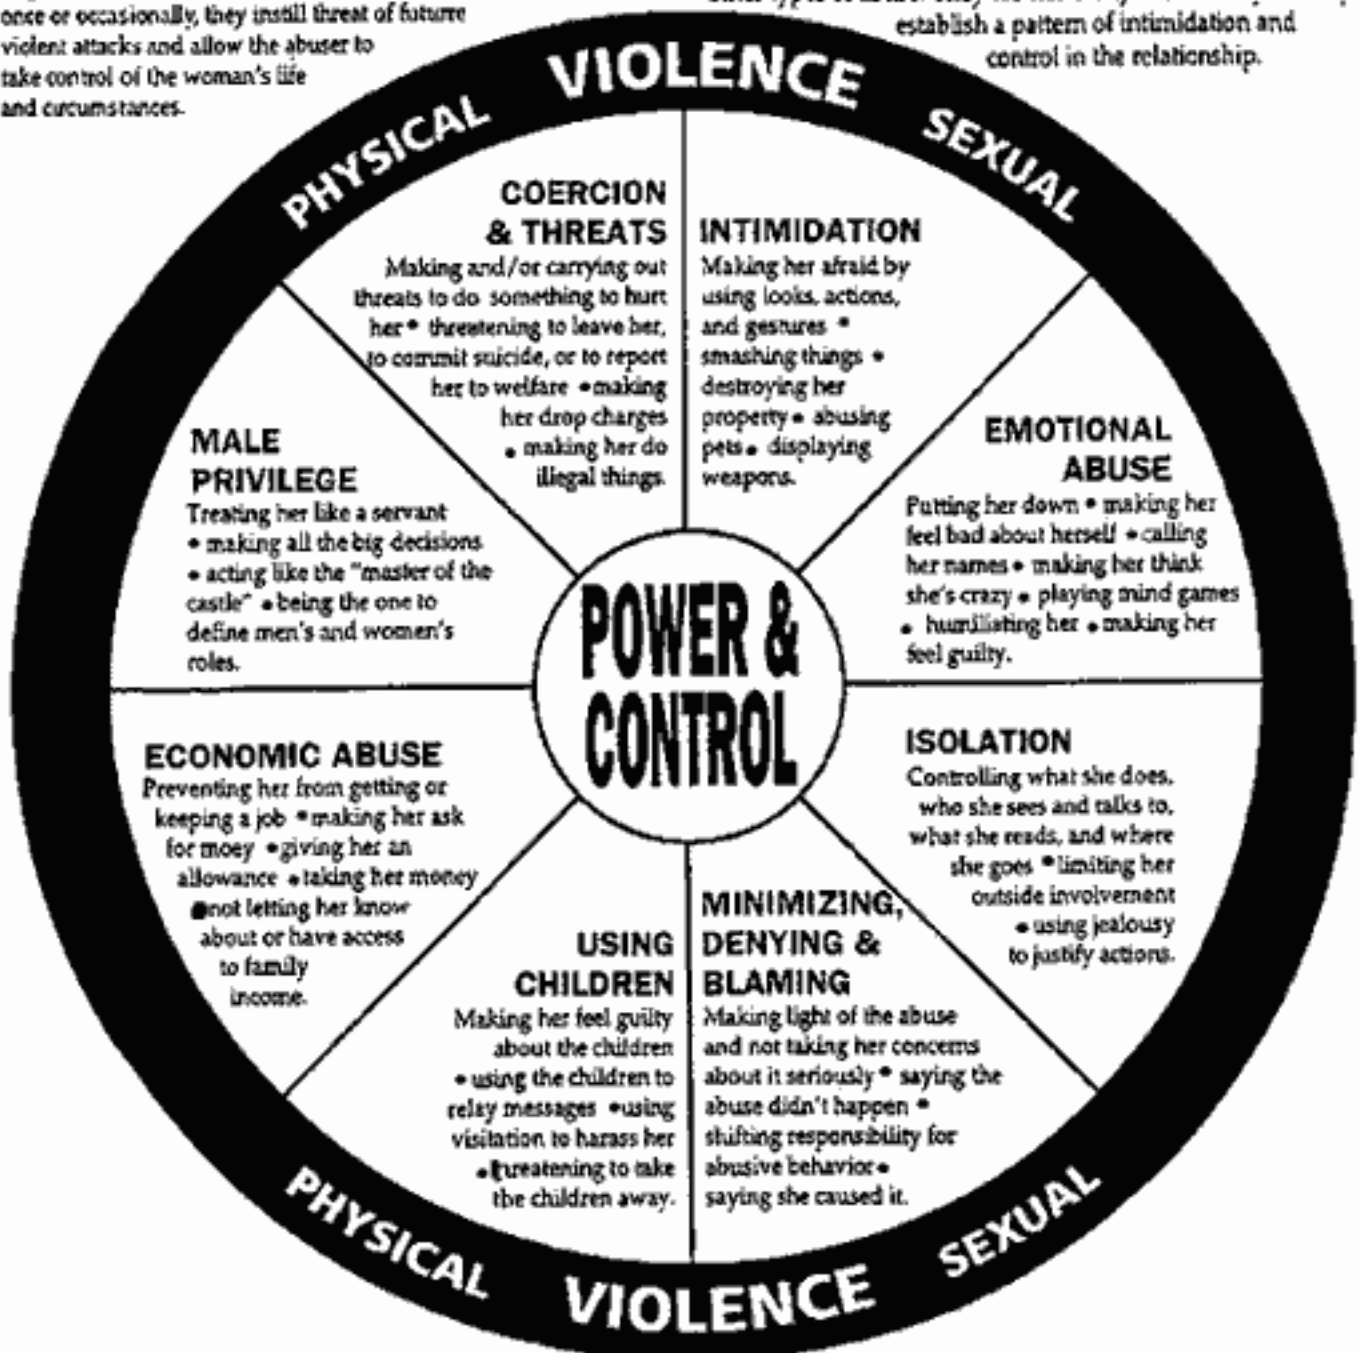 once or occasionally, they instill threat of futurre
violent attacks and allow the abuser to
take control of the woman's life
and circumstances.
establish a pattern of intimidation and
control in the relationship.
PHYSICAL VIOLENCE SEXUAL
COERCION
& THREATS
Making and/or carrying out
threats to do something to hurt
her • threatening to leave her,
to commit suicide, or to report
her to welfare • making
her drop charges
• making her do
illegal things.
INTIMIDATION
Making her afraid by
using looks, actions,
and gestures •
smashing things •
destroying her
property • abusing
pets • displaying
weapons.
MALE
PRIVILEGE
Treating her like a servant
• making all the big decisions
• acting like the "master of the
castle" • being the one to
define men's and women's
roles.
EMOTIONAL
ABUSE
Putting her down • making her
feel bad about herself • calling
her names • making her think
she's crazy • playing mind games
• humiliating her • making her
feel guilty.
POWER &
CONTROL
ECONOMIC ABUSE
Preventing her from getting or
keeping a job • making her ask
for moey • giving her an
allowance • taking her money
• not letting her know
about or have access
to family
income.
ISOLATION
Controlling what she does,
who she sees and talks to,
what she reads, and where
she goes • limiting her
outside involvement
• using jealousy
to justify actions.
USING
CHILDREN
Making her feel guilty
about the children
• using the children to
relay messages • using
visitation to harass her
• threatening to take
the children away.
MINIMIZING,
DENYING &
BLAMING
Making light of the abuse
and not taking her concerns
about it seriously • saying the
abuse didn't happen •
shifting responsibility for
abusive behavior •
saying she caused it.
PHYSICAL VIOLENCE SEXUAL